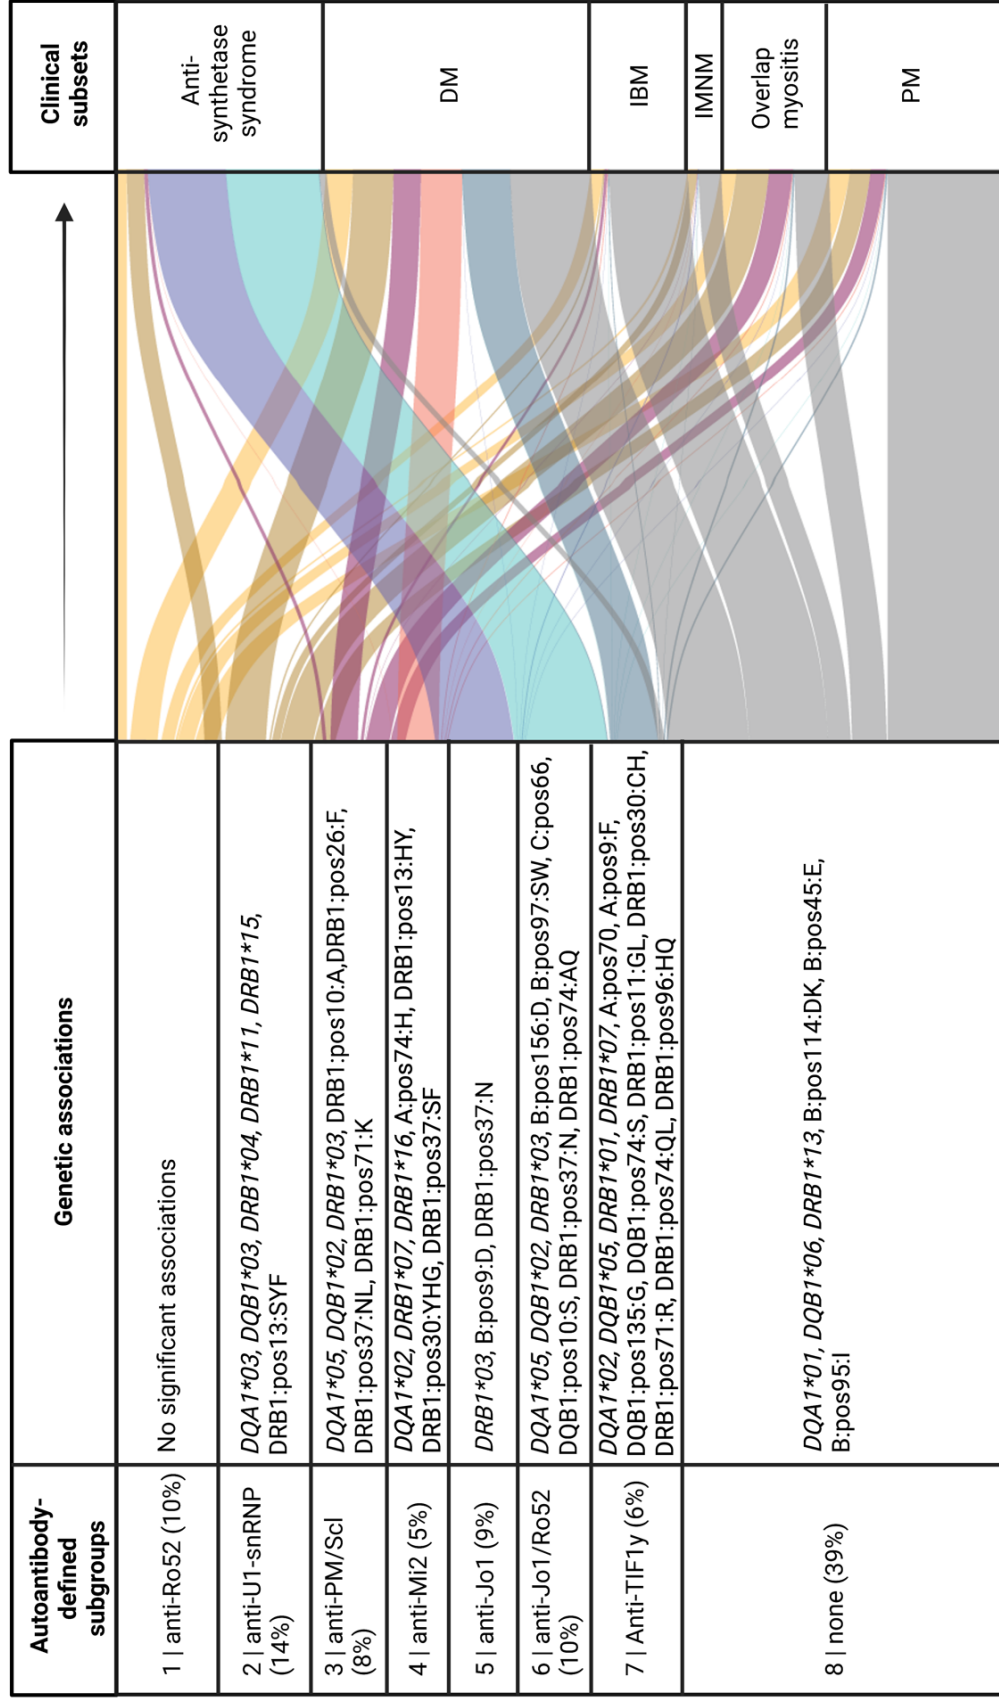 Autoantibody-
defined
subgroups
Genetic associations
Clinical
subsets
1 | anti-Ro52 (10%)
No significant associations
2 | anti-U1-snRNP
(14%)
DQA1*03, DQB1*03, DRB1*04, DRB1*11, DRB1*15,
DRB1:pos13:SYF
3 | anti-PM/Scl
(8%)
DQA1*05, DQB1*02, DRB1*03, DRB1:pos10:A,DRB1:pos26:F,
DRB1:pos37:NL, DRB1:pos71:K
4 | anti-Mi2 (5%)
DQA1*02, DRB1*07, DRB1*16, A:pos74:H, DRB1:pos13:HY,
DRB1:pos30:YHG, DRB1:pos37:SF
5 | anti-Jo1 (9%)
DRB1*03, B:pos9:D, DRB1:pos37:N
6 | anti-Jo1/Ro52
(10%)
DQA1*05, DQB1*02, DRB1*03, B:pos156:D, B:pos97:SW, C:pos66,
DQB1:pos10:S, DRB1:pos37:N, DRB1:pos74:AQ
7 | Anti-TIF1y (6%)
DQA1*02, DQB1*05, DRB1*01, DRB1*07, A:pos70, A:pos9:F,
DQB1:pos135:G, DQB1:pos74:S, DRB1:pos11:GL, DRB1:pos30:CH,
DRB1:pos71:R, DRB1:pos74:QL, DRB1:pos96:HQ
8 | none (39%)
DQA1*01, DQB1*06, DRB1*13, B:pos114:DK, B:pos45:E,
B:pos95:I
Anti-
synthetase
syndrome
DM
IBM
IMNM
Overlap
myositis
PM